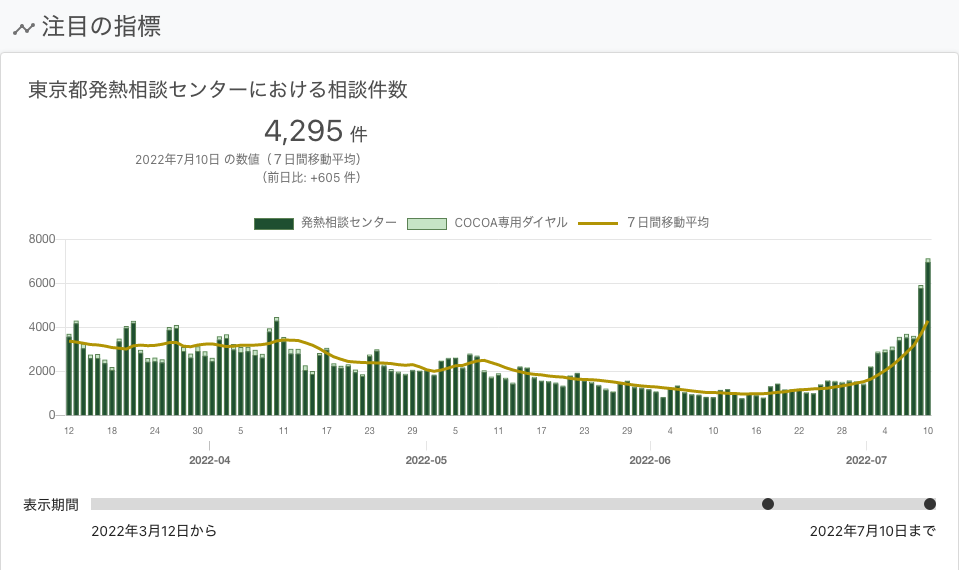 注目の指標
東京都発熱相談センターにおける相談件数
4,295 件
2022年7月10日 の数値（７日間移動平均）
（前日比: +605 件）
発熱相談センター COCOA専用ダイヤル ７日間移動平均
8000
6000
4000
2000
0
12 18 24 30 5 11 17 23 29 5 11 17 23 29 4 10 16 22 28 4 10
2022-04 2022-05 2022-06 2022-07
表示期間
2022年3月12日から 2022年7月10日まで